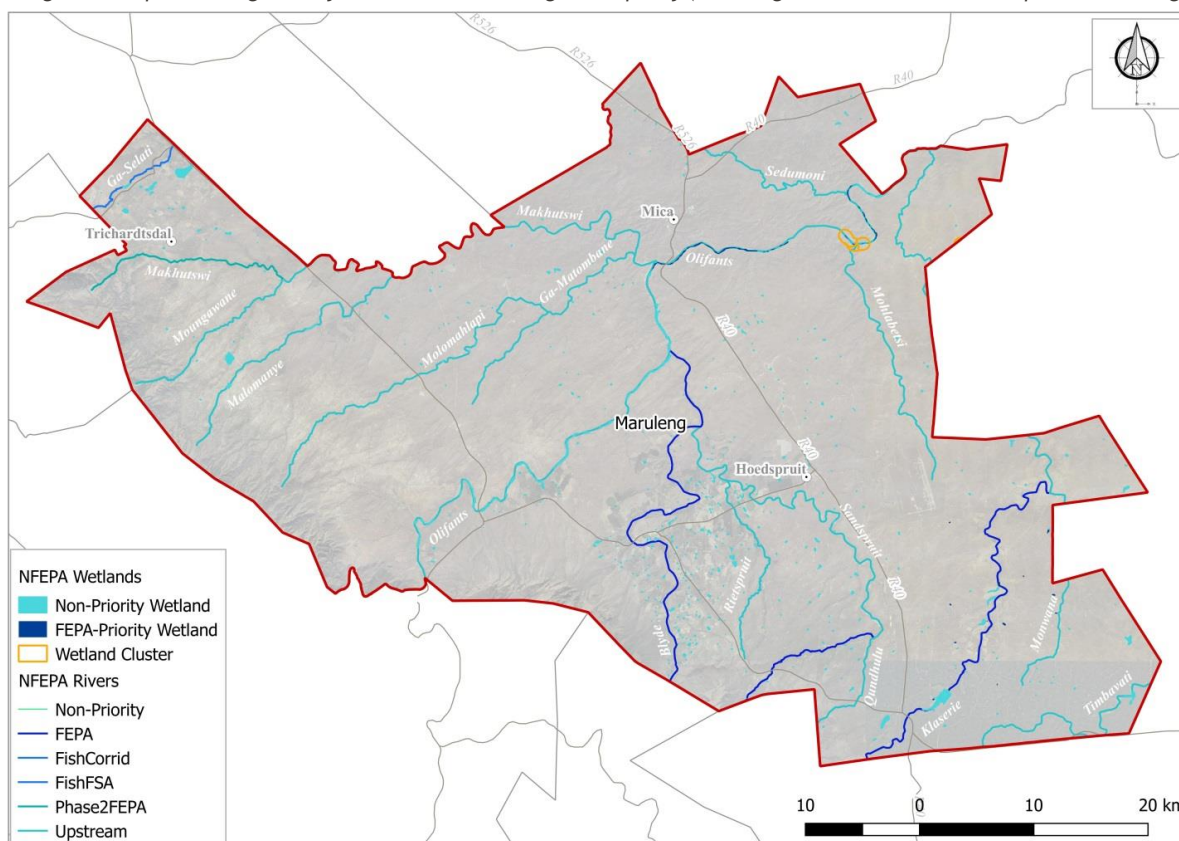 R526
R526
R40
R526
R40
N
Ga-Selati
Sedumoni
Makhutswi
Mica
Trichardtsdal
Makhutswi
Olifants
Ga-Matombane
Moungawane
Molomahlapi
Mohlabetsi
Malomanye
R40
Maruleng
R40
Hoedspruit
Olifants
Sandspruit
Rietspruit
R40
Blyde
Monwana
Qundhulu
Klaserie
Timbavati
NFEPA Wetlands
Non-Priority Wetland
FEPA-Priority Wetland
Wetland Cluster
NFEPA Rivers
Non-Priority
FEPA
FishCorrid
FishFSA
Phase2FEPA
Upstream
10 0 10 20 km